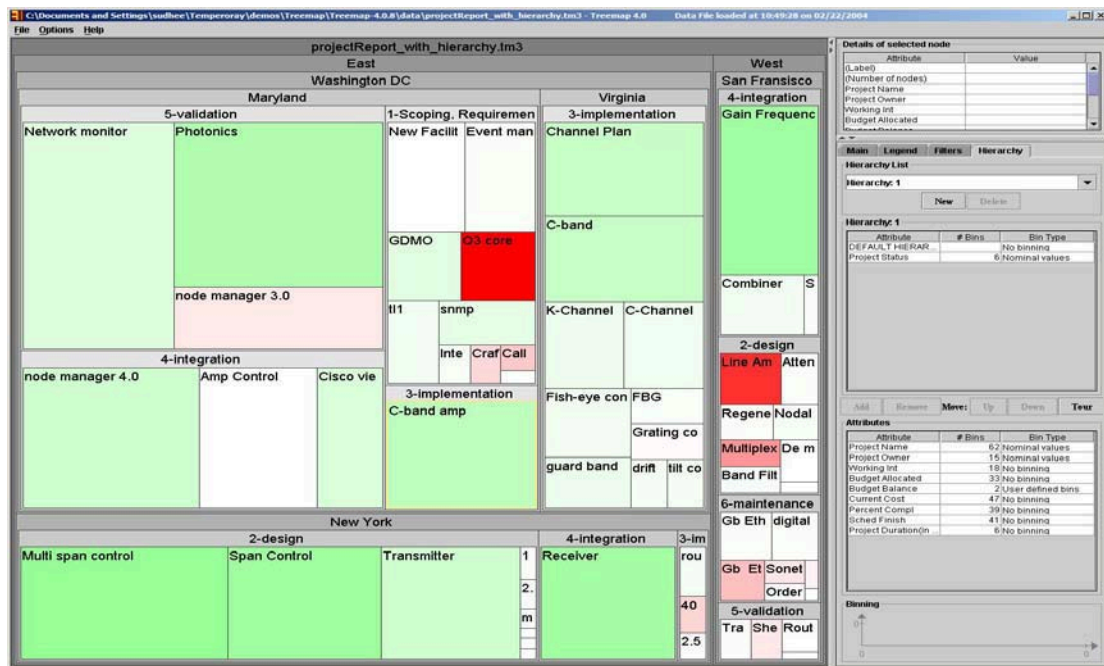 C:\Documents and Settings\sudhee\Temperoray\demos\Treemap\Treemap-4.0.8\data\projectReport_with_hierarchy.tm3 - Treemap 4.0 Data File loaded at 10:49:28 on 02/22/2004
File Options Help
projectReport_with_hierarchy.tm3
East
West
Washington DC
San Fransisco
Maryland
Virginia
4-integration
5-validation
1-Scoping, Requiremen
3-implementation
Network monitor
Photonics
New Facilit
Event man
Channel Plan
Gain Frequenc
C-band
GDMO
O3 core
node manager 3.0
Combiner
S
tl1
snmp
K-Channel
C-Channel
Inte
Craf
Call
2-design
4-integration
Line Am
Atten
node manager 4.0
Amp Control
Cisco vie
3-implementation
C-band amp
Fish-eye con
FBG
Regene
Nodal
Grating co
Multiplex
De m
guard band
drift
tilt co
Band Filt
6-maintenance
Gb Eth
digital
New York
2-design
4-integration
3-im
Multi span control
Span Control
Transmitter
1
2.
m
Receiver
rou
40
2.5
Gb Et
Sonet
Order
5-validation
Tra
She
Rout
Details of selected node
Attribute Value
(Label)
(Number of nodes)
Project Name
Project Owner
Working Int
Budget Allocated
Budget Balance
Main Legend Filters Hierarchy
Hierarchy List
Hierarchy: 1
New Delete
Hierarchy: 1
Attribute # Bins Bin Type
DEFAULT HIERAR... No binning
Project Status 6 Nominal values
Add Remove Move: Up Down Tour
Attributes
Attribute # Bins Bin Type
Project Name 62 Nominal values
Project Owner 15 Nominal values
Working Int 18 No binning
Budget Allocated 33 No binning
Budget Balance 2 User defined bins
Current Cost 47 No binning
Percent Compl 39 No binning
Sched Finish 41 No binning
Project Duration(in 6 No binning
Binning
0
0 0